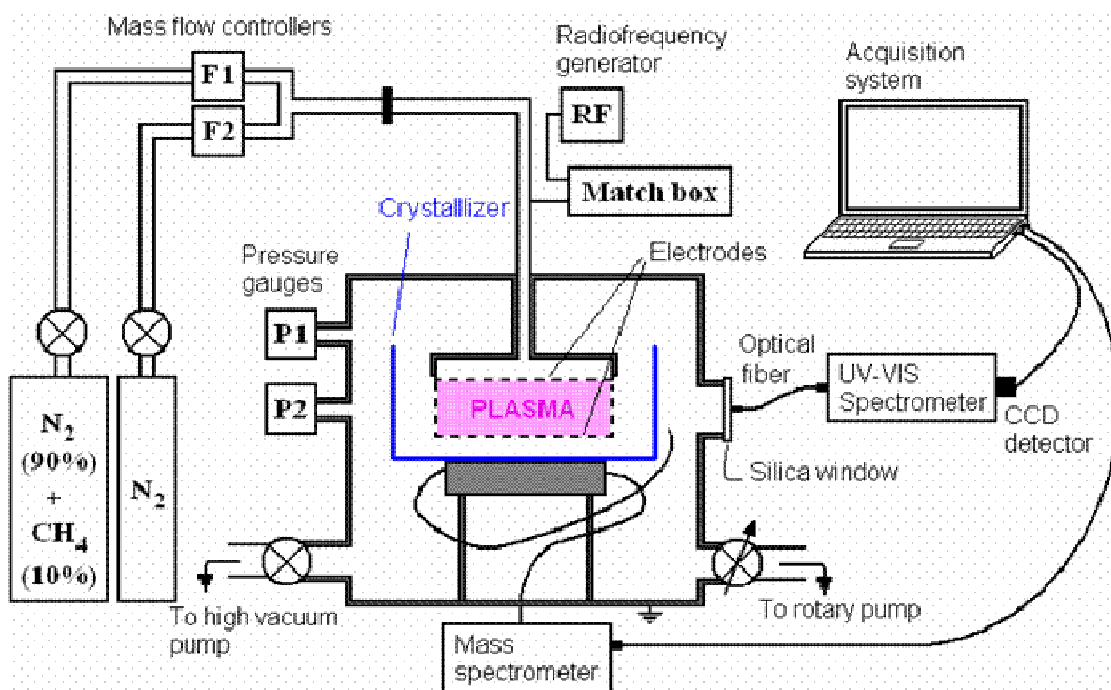 Mass flow controllers
F1
F2
Radiofrequency
generator
RF
Match box
Acquisition
system
Crystalllizer
Electrodes
Pressure
gauges
P1
P2
PLASMA
Optical
fiber
UV-VIS
Spectrometer
CCD
detector
Silica window
N2
(90%)
+
CH4
(10%)
N2
To high vacuum
pump
Mass
spectrometer
To rotary pump